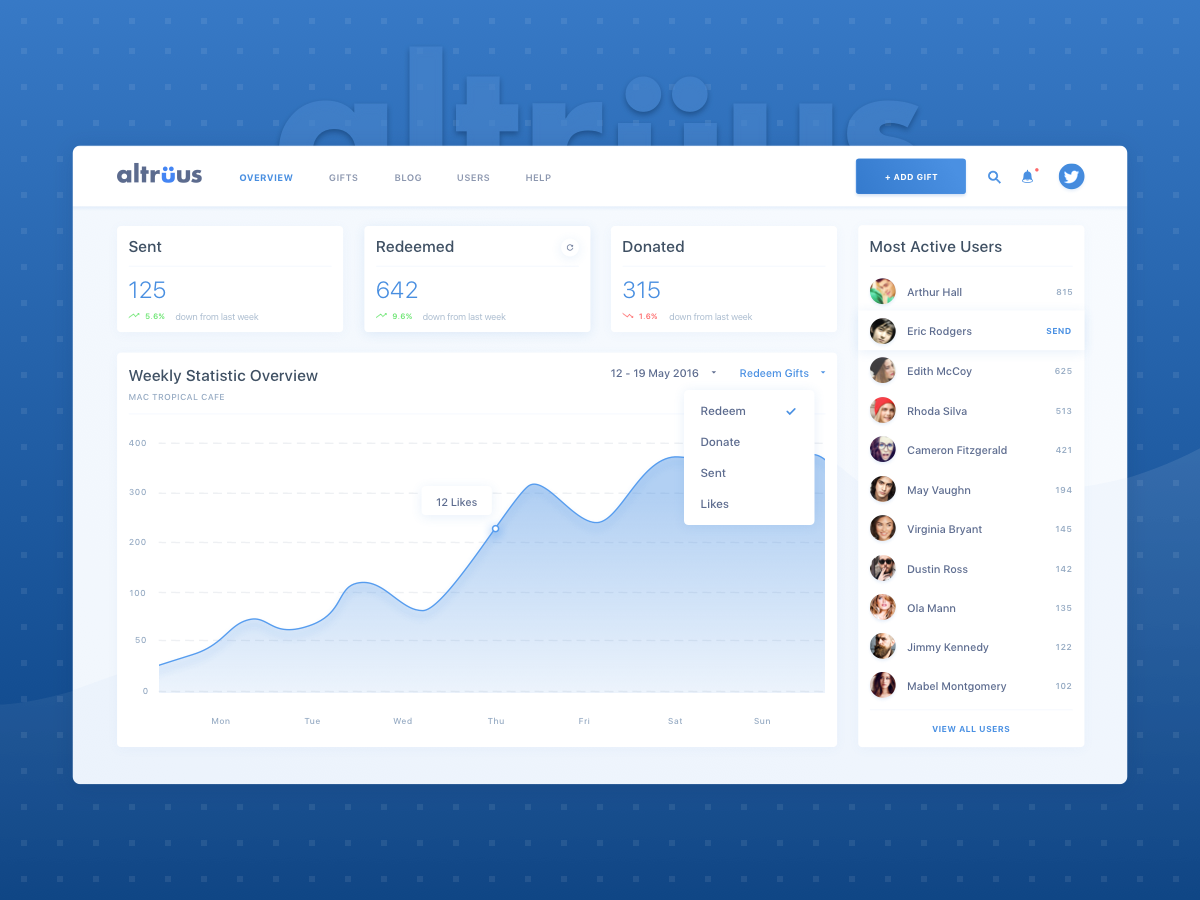 altrüus
altrüus
OVERVIEW GIFTS BLOG USERS HELP
+ ADD GIFT
Sent
125
5.6% down from last week
Redeemed
642
9.6% down from last week
Donated
315
1.6% down from last week
Weekly Statistic Overview
MAC TROPICAL CAFE
12 - 19 May 2016
Redeem Gifts
Redeem
Donate
Sent
Likes
12 Likes
400
300
200
100
50
0
Mon Tue Wed Thu Fri Sat Sun
Most Active Users
Arthur Hall 815
Eric Rodgers SEND
Edith McCoy 625
Rhoda Silva 513
Cameron Fitzgerald 421
May Vaughn 194
Virginia Bryant 145
Dustin Ross 142
Ola Mann 135
Jimmy Kennedy 122
Mabel Montgomery 102
VIEW ALL USERS